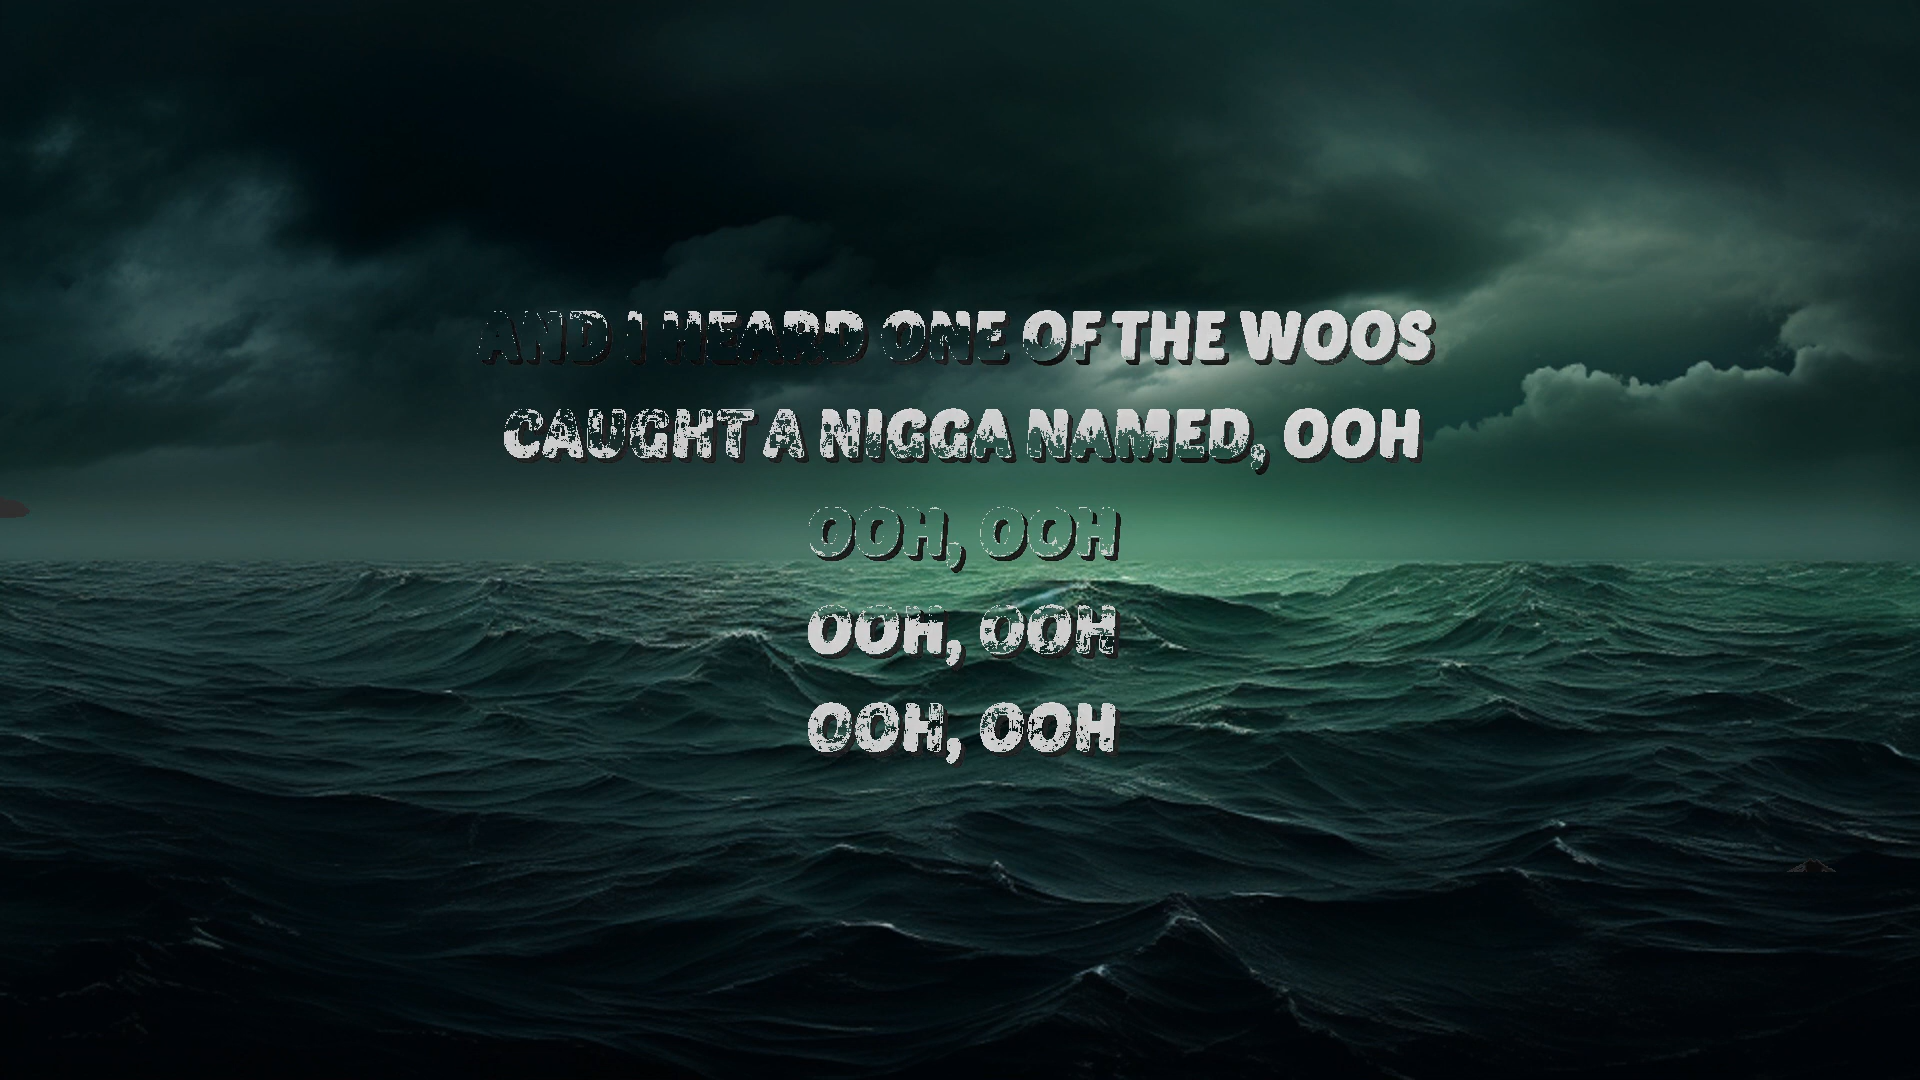 AND I HEARD ONE OF THE WOOS
CAUGHT A NIGGA NAMED, OOH
OOH, OOH
OOH, OOH
OOH, OOH